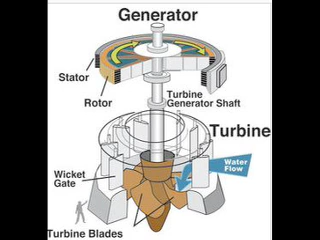 Generator
Stator
Rotor
Turbine
Generator Shaft
Turbine
Water
Flow
Wicket
Gate
Turbine Blades